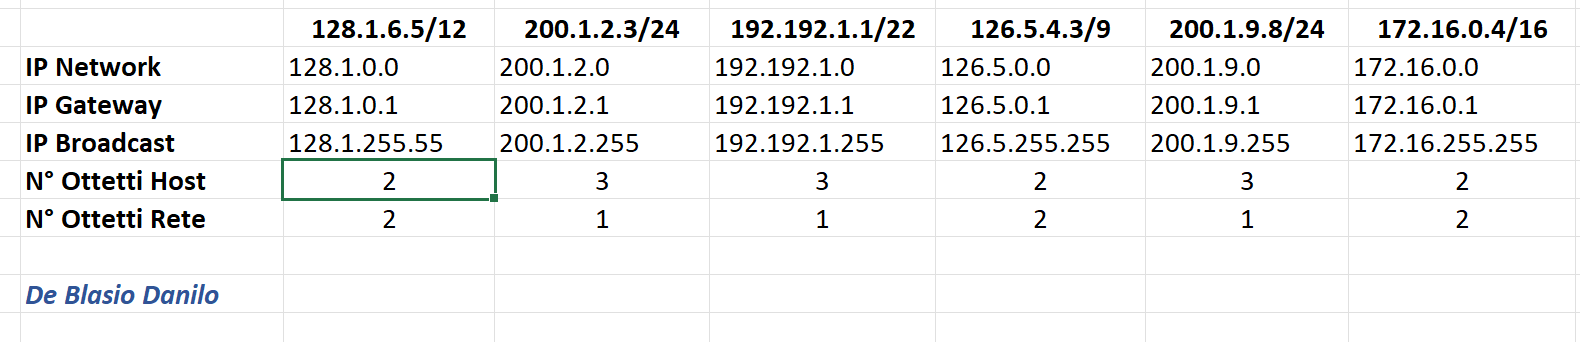 128.1.6.5/12 200.1.2.3/24 192.192.1.1/22 126.5.4.3/9 200.1.9.8/24 172.16.0.4/16
IP Network 128.1.0.0 200.1.2.0 192.192.1.0 126.5.0.0 200.1.9.0 172.16.0.0
IP Gateway 128.1.0.1 200.1.2.1 192.192.1.1 126.5.0.1 200.1.9.1 172.16.0.1
IP Broadcast 128.1.255.55 200.1.2.255 192.192.1.255 126.5.255.255 200.1.9.255 172.16.255.255
N° Ottetti Host 2 3 3 2 3 2
N° Ottetti Rete 2 1 1 2 1 2
De Blasio Danilo